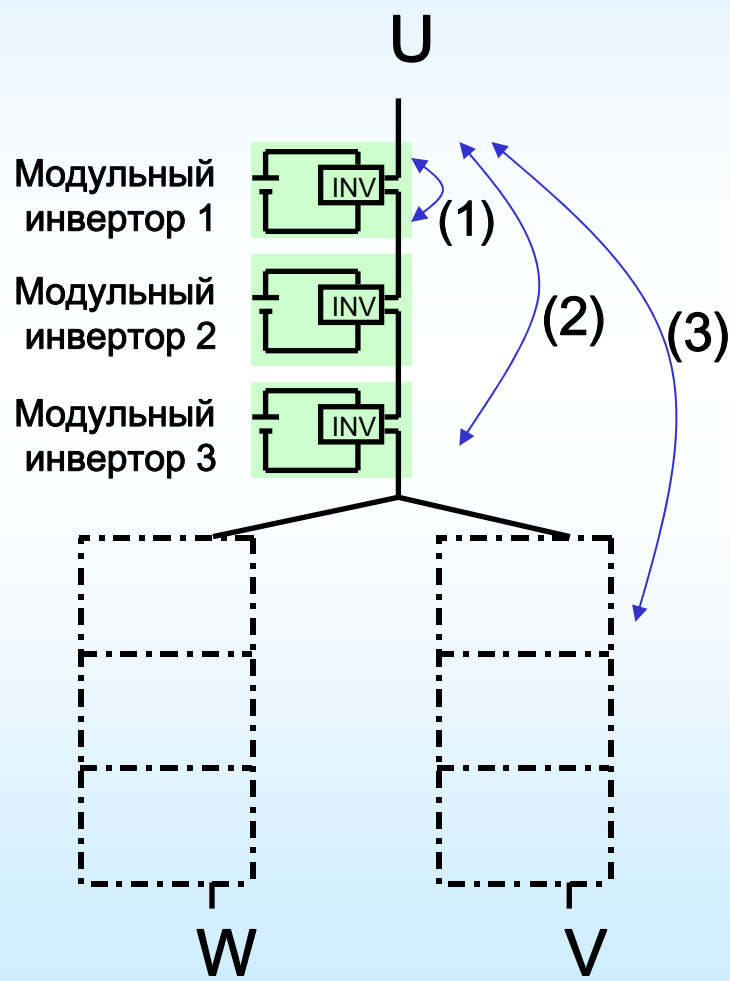 U
Модульный
инвертор 1
INV
(1)
Модульный
инвертор 2
INV
(2)
(3)
Модульный
инвертор 3
INV
W
V